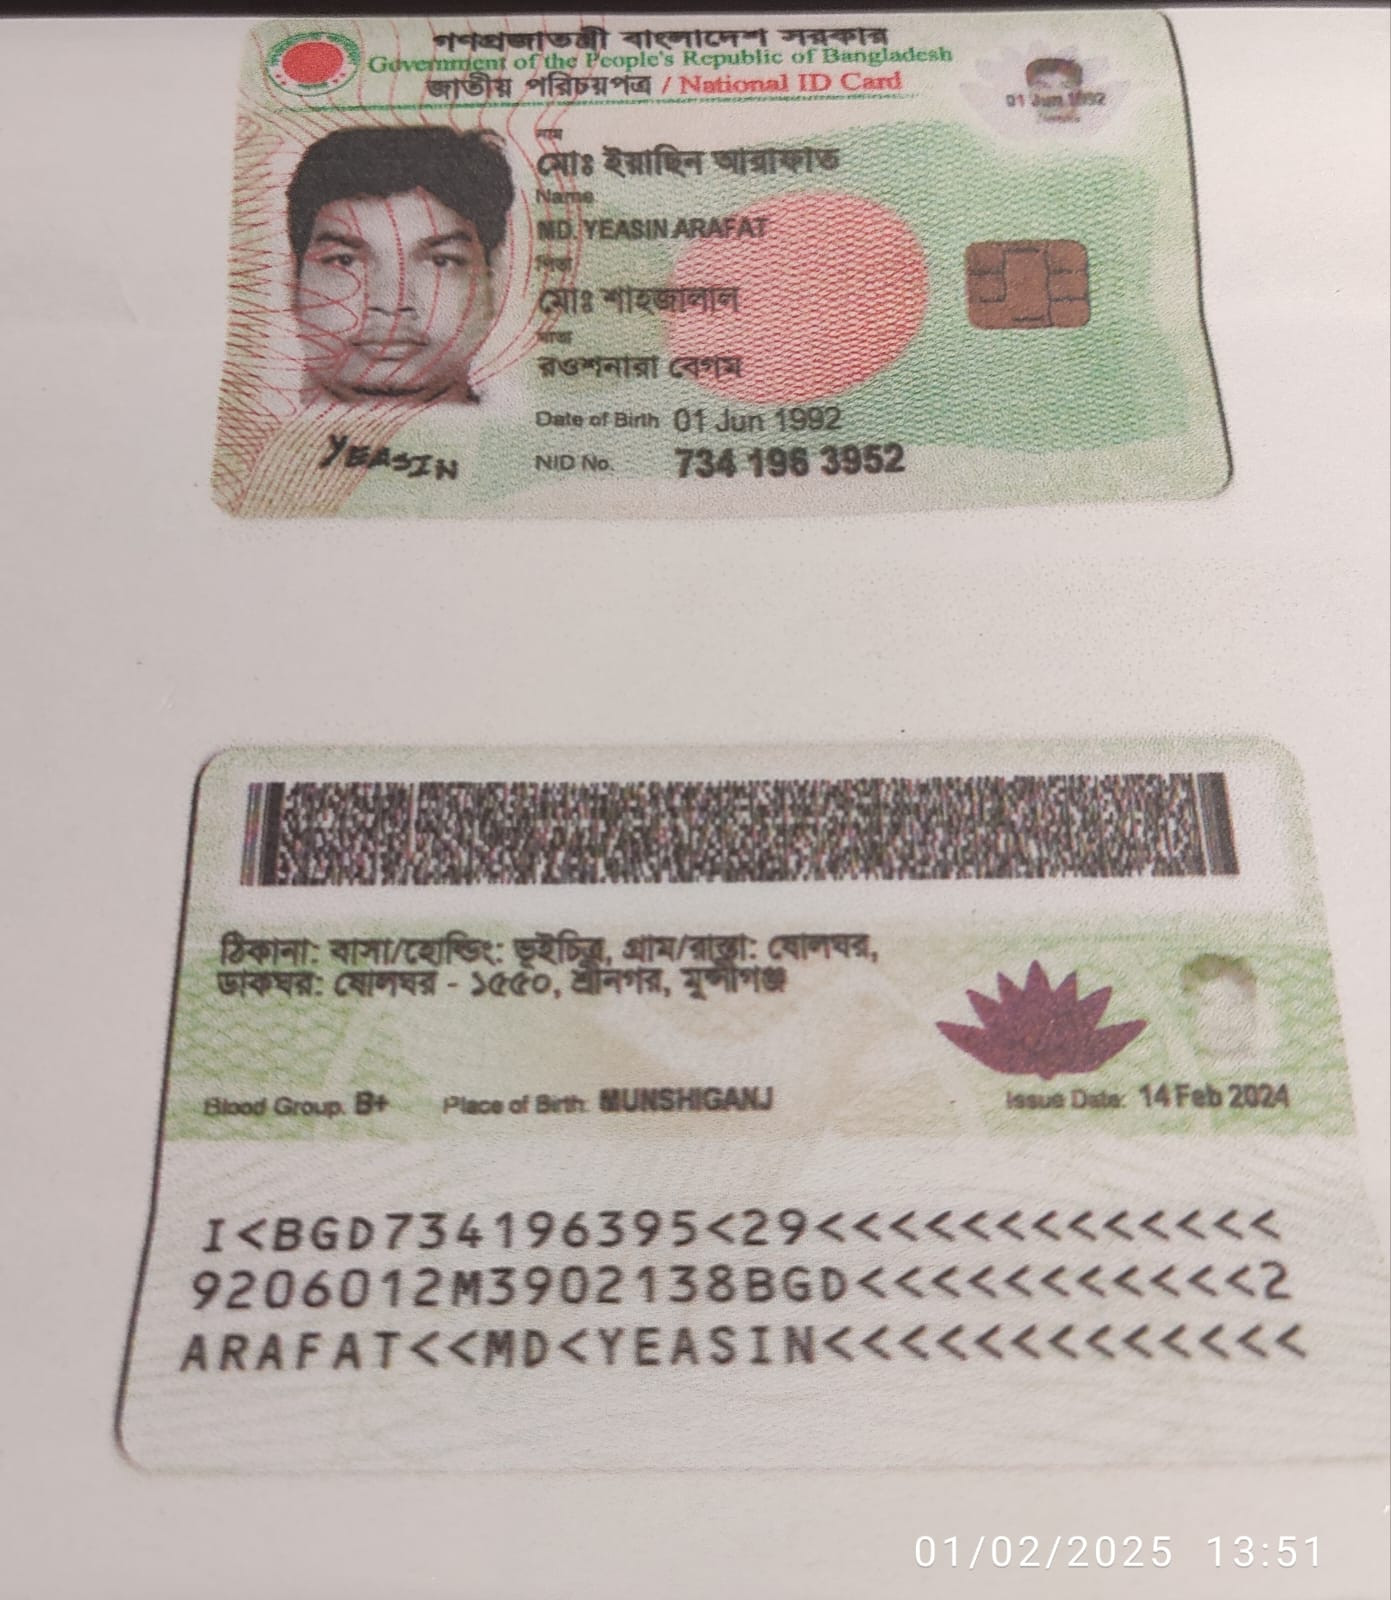 গণপ্রজাতন্ত্রী বাংলাদেশ সরকার
Government of the People's Republic of Bangladesh
জাতীয় পরিচয়পত্র / National ID Card
01 Jun 1992
নাম
মোঃ ইয়াছিন আরাফাত
Name
MD. YEASIN ARAFAT
পিতা
মোঃ শাহজালাল
মাতা
রওশনারা বেগম
Date of Birth 01 Jun 1992
NID No. 734 196 3952
YEASIN
ঠিকানা: বাসা/হোল্ডিং: ভূইচিত্র, গ্রাম/রাস্তা: ষোলঘর,
ডাকঘর: ষোলঘর - ১৫৫০, শ্রীনগর, মুন্সীগঞ্জ
Blood Group: B+ Place of Birth: MUNSHIGANJ Issue Date: 14 Feb 2024
I<BGD734196395<29<<<<<<<<<<<<<<
9206012M3902138BGD<<<<<<<<<<<2
ARAFAT<<MD<YEASIN<<<<<<<<<<<<<
01/02/2025 13:51